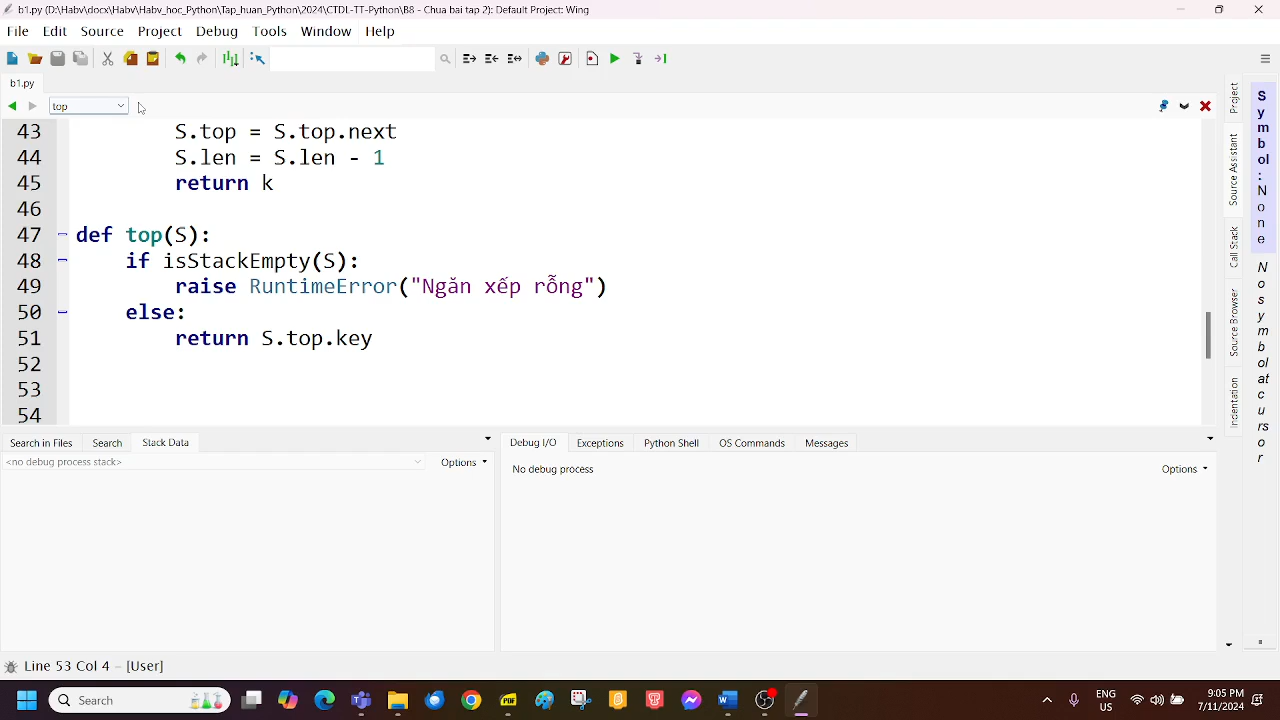 b1.py (D:\Habv\docx\Habv\Habv_hoc_Python\Tap_huan_Python\2024\CTDL-TT-Python\B8 - Chua bai tap 2): Default Project: Wing
File Edit Source Project Debug Tools Window Help
b1.py
top
43 S.top = S.top.next
44 S.len = S.len - 1
45 return k
46
47 def top(S):
48 if isStackEmpty(S):
49 raise RuntimeError("Ngăn xếp rỗng")
50 else:
51 return S.top.key
52
53
54
Project
Source Assistant
Call Stack
Source Browser
Indentation
Symbol: None
No symbol at cursor
Search in Files Search Stack Data
<no debug process stack> Options
Debug I/O Exceptions Python Shell OS Commands Messages
No debug process Options
Line 53 Col 4 – [User]
Search
PDF
ENG
US
9:05 PM
7/11/2024